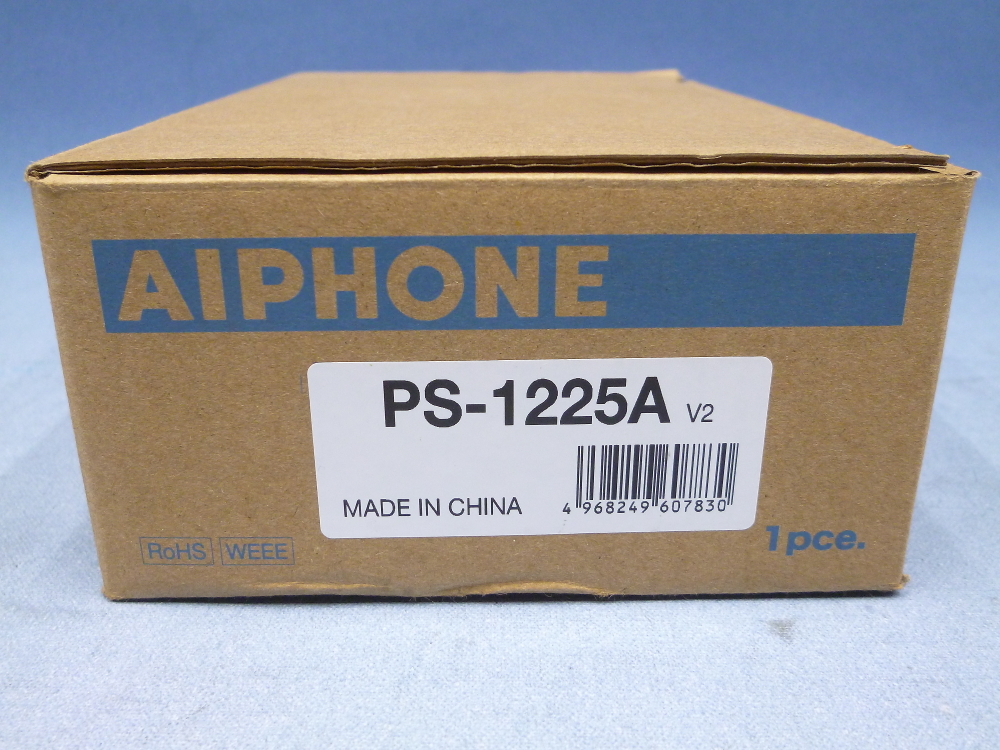 AIPHONE
PS-1225A V2
MADE IN CHINA
4 968249 607830
RoHS WEEE
1pce.